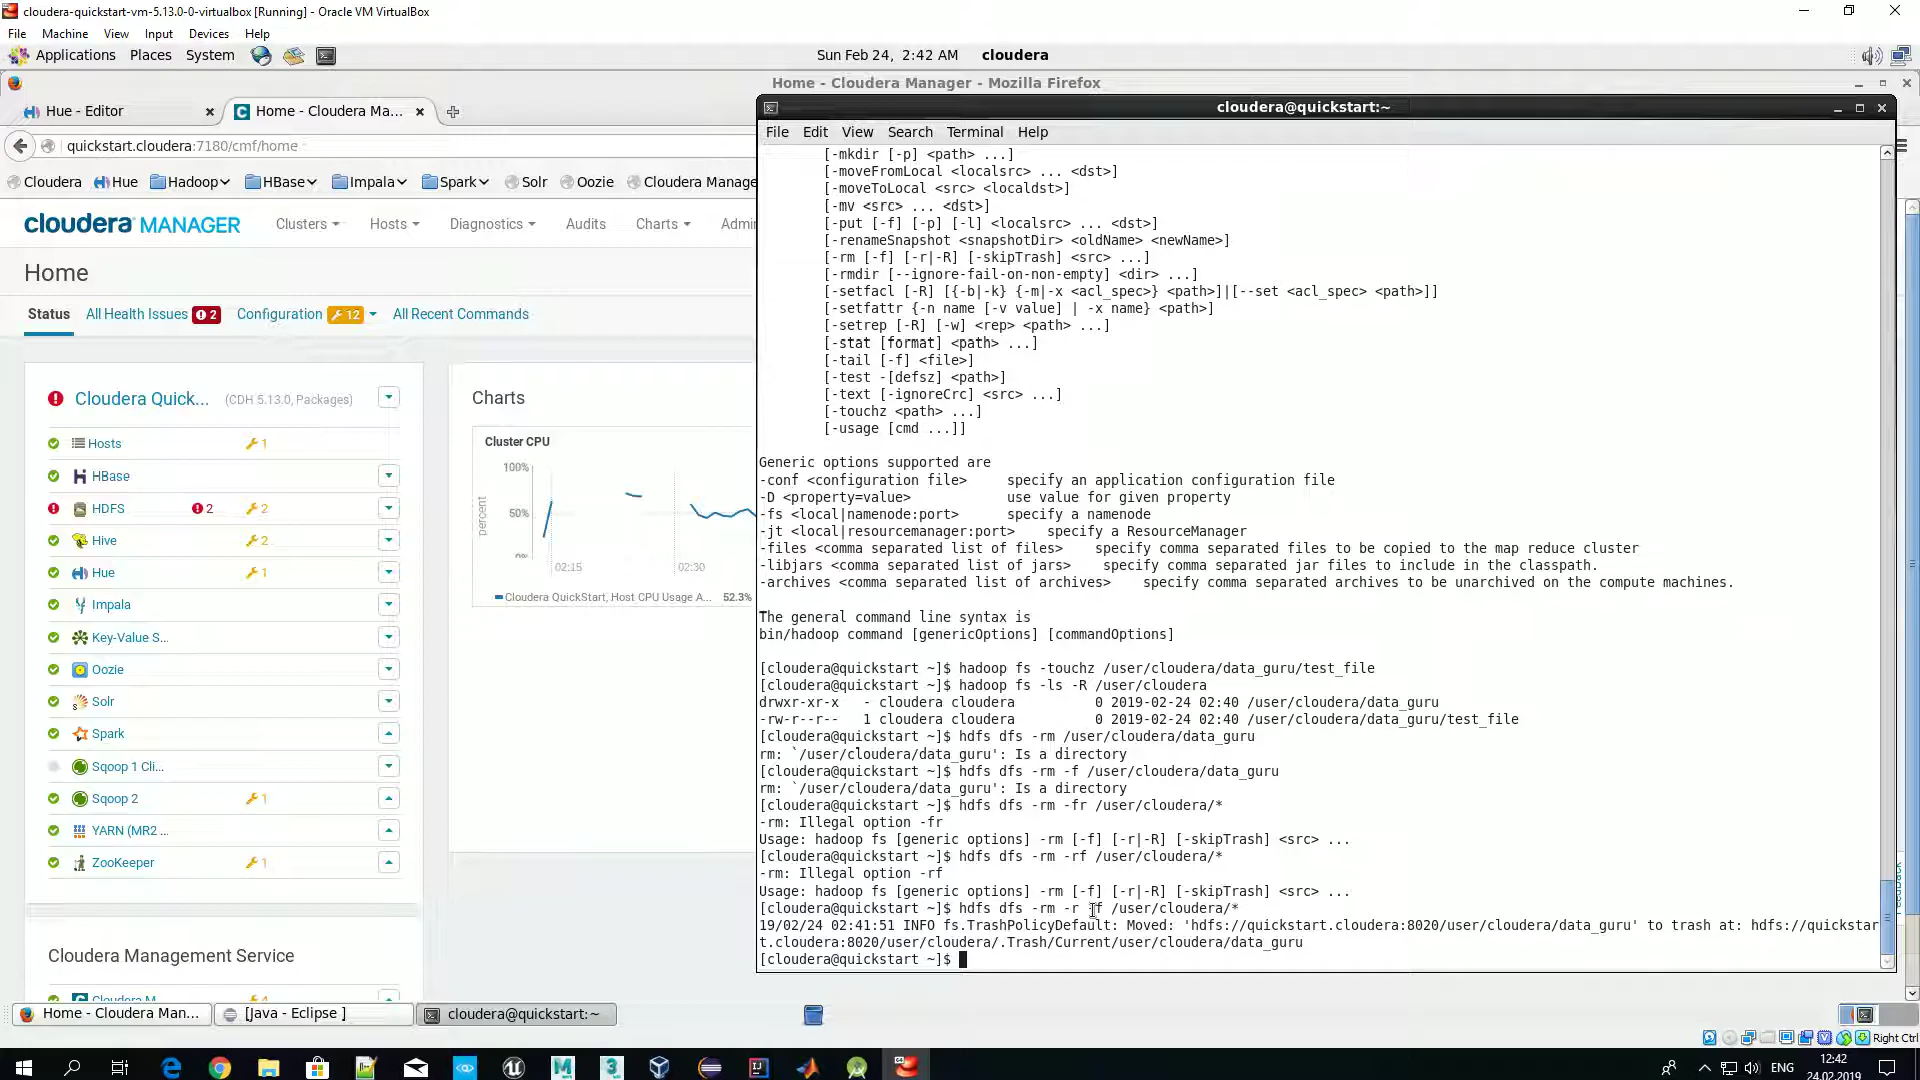 cloudera-quickstart-vm-5.13.0-0-virtualbox [Running] - Oracle VM VirtualBox
File Machine View Input Devices Help
Applications Places System Sun Feb 24, 2:42 AM cloudera
Home - Cloudera Manager - Mozilla Firefox
Hue - Editor
Home - Cloudera Ma...
quickstart.cloudera:7180/cmf/home
Cloudera Hue Hadoop HBase Impala Spark Solr Oozie Cloudera Manage
cloudera MANAGER Clusters Hosts Diagnostics Audits Charts Admi
Home
Status All Health Issues 2 Configuration 12 All Recent Commands
Cloudera Quick... (CDH 5.13.0, Packages)
Hosts 1
HBase
HDFS 2 2
Hive 2
Hue 1
Impala
Key-Value S...
Oozie
Solr
Spark
Sqoop 1 Cli...
Sqoop 2 1
YARN (MR2 ...
ZooKeeper 1
Cloudera Management Service
Charts
Cluster CPU
percent
100%
50%
0%
02:15 02:30
Cloudera QuickStart, Host CPU Usage A... 52.3%
cloudera@quickstart:~
File Edit View Search Terminal Help
[-mkdir [-p] <path> ...]
[-moveFromLocal <localsrc> ... <dst>]
[-moveToLocal <src> <localdst>]
[-mv <src> ... <dst>]
[-put [-f] [-p] [-l] <localsrc> ... <dst>]
[-renameSnapshot <snapshotDir> <oldName> <newName>]
[-rm [-f] [-r|-R] [-skipTrash] <src> ...]
[-rmdir [--ignore-fail-on-non-empty] <dir> ...]
[-setfacl [-R] [{-b|-k} {-m|-x <acl_spec>} <path>]|[--set <acl_spec> <path>]]
[-setfattr {-n name [-v value] | -x name} <path>]
[-setrep [-R] [-w] <rep> <path> ...]
[-stat [format] <path> ...]
[-tail [-f] <file>]
[-test -[defsz] <path>]
[-text [-ignoreCrc] <src> ...]
[-touchz <path> ...]
[-usage [cmd ...]]
Generic options supported are
-conf <configuration file>     specify an application configuration file
-D <property=value>            use value for given property
-fs <local|namenode:port>      specify a namenode
-jt <local|resourcemanager:port>    specify a ResourceManager
-files <comma separated list of files>    specify comma separated files to be copied to the map reduce cluster
-libjars <comma separated list of jars>    specify comma separated jar files to include in the classpath.
-archives <comma separated list of archives>    specify comma separated archives to be unarchived on the compute machines.
The general command line syntax is
bin/hadoop command [genericOptions] [commandOptions]
[cloudera@quickstart ~]$ hadoop fs -touchz /user/cloudera/data_guru/test_file
[cloudera@quickstart ~]$ hadoop fs -ls -R /user/cloudera
drwxr-xr-x   - cloudera cloudera          0 2019-02-24 02:40 /user/cloudera/data_guru
-rw-r--r--   1 cloudera cloudera          0 2019-02-24 02:40 /user/cloudera/data_guru/test_file
[cloudera@quickstart ~]$ hdfs dfs -rm /user/cloudera/data_guru
rm: `/user/cloudera/data_guru': Is a directory
[cloudera@quickstart ~]$ hdfs dfs -rm -f /user/cloudera/data_guru
rm: `/user/cloudera/data_guru': Is a directory
[cloudera@quickstart ~]$ hdfs dfs -rm -fr /user/cloudera/*
-rm: Illegal option -fr
Usage: hadoop fs [generic options] -rm [-f] [-r|-R] [-skipTrash] <src> ...
[cloudera@quickstart ~]$ hdfs dfs -rm -rf /user/cloudera/*
-rm: Illegal option -rf
Usage: hadoop fs [generic options] -rm [-f] [-r|-R] [-skipTrash] <src> ...
[cloudera@quickstart ~]$ hdfs dfs -rm -r -f /user/cloudera/*
19/02/24 02:41:51 INFO fs.TrashPolicyDefault: Moved: 'hdfs://quickstart.cloudera:8020/user/cloudera/data_guru' to trash at: hdfs://quickstar
t.cloudera:8020/user/cloudera/.Trash/Current/user/cloudera/data_guru
[cloudera@quickstart ~]$
Feedback
Home - Cloudera Man... [Java - Eclipse ] cloudera@quickstart:~
Right Ctrl
ENG 12:42
24.02.2019